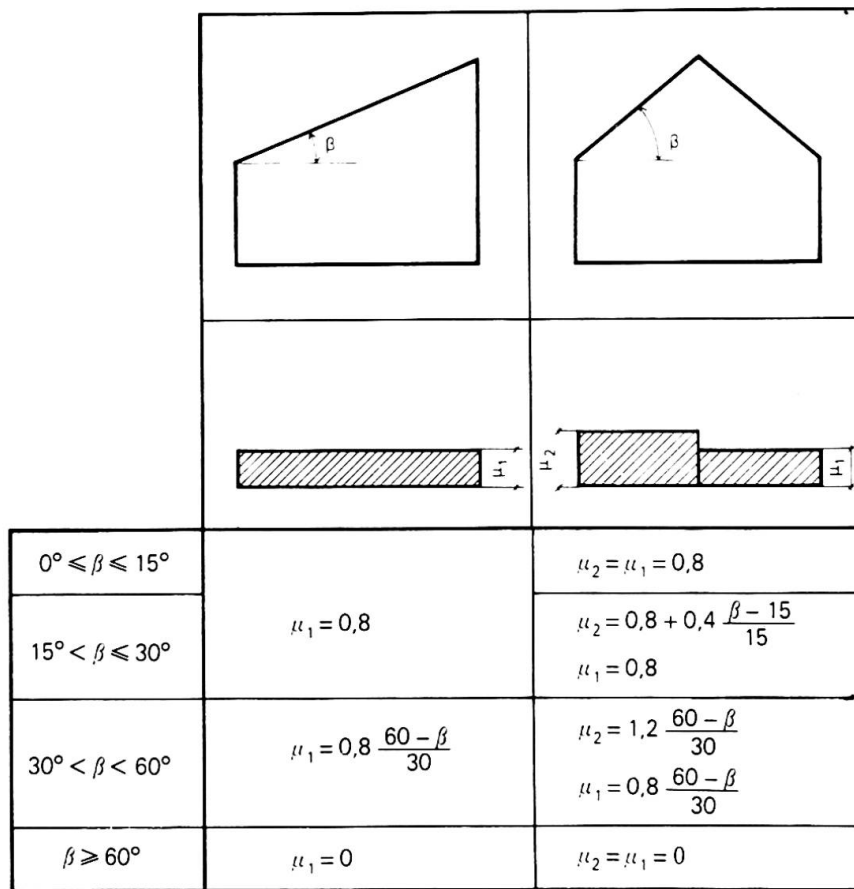 β
β
μ₁
μ₂
μ₁
0° ⩽ β ⩽ 15°
μ₂ = μ₁ = 0,8
μ₁ = 0,8
15° < β ⩽ 30°
μ₂ = 0,8 + 0,4 (β − 15)/15
μ₁ = 0,8
30° < β < 60°
μ₁ = 0,8 (60 − β)/30
μ₂ = 1,2 (60 − β)/30
μ₁ = 0,8 (60 − β)/30
β ⩾ 60°
μ₁ = 0
μ₂ = μ₁ = 0